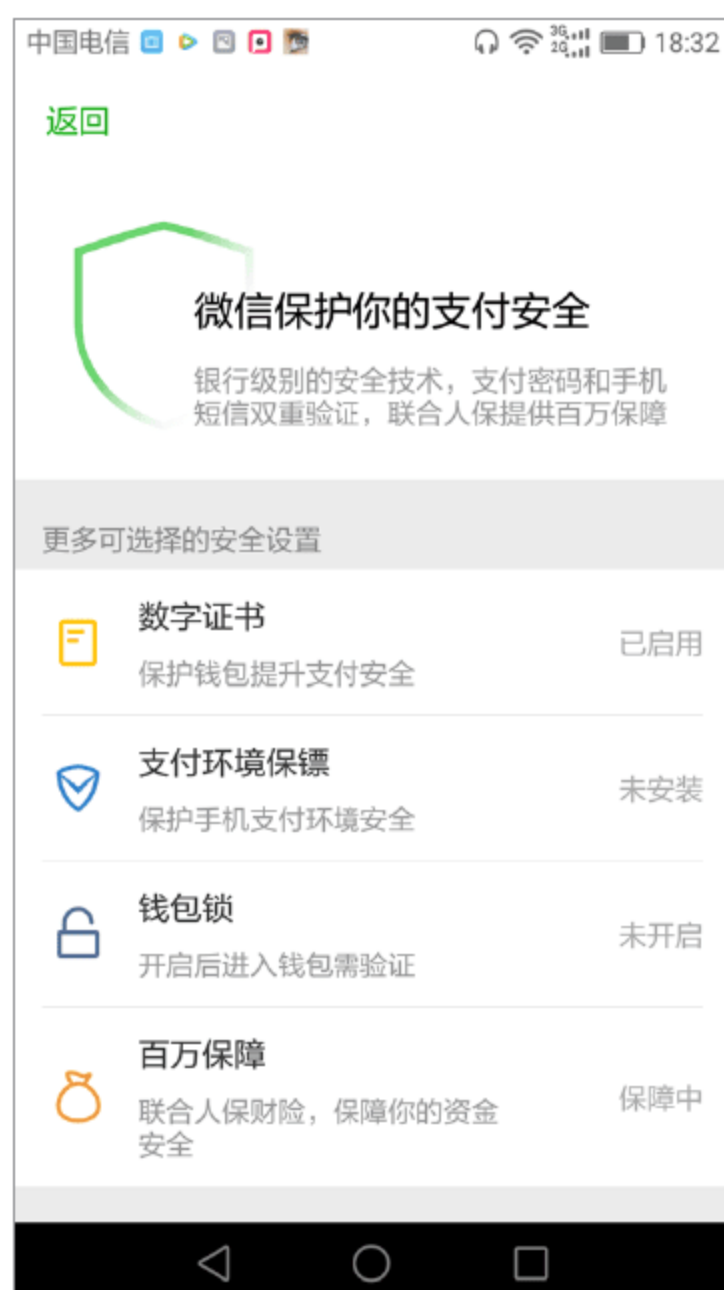 中国电信 3G 2G 18:32
返回
微信保护你的支付安全
银行级别的安全技术，支付密码和手机
短信双重验证，联合人保提供百万保障
更多可选择的安全设置
数字证书
保护钱包提升支付安全
已启用
支付环境保镖
保护手机支付环境安全
未安装
钱包锁
开启后进入钱包需验证
未开启
百万保障
联合人保财险，保障你的资金
安全
保障中